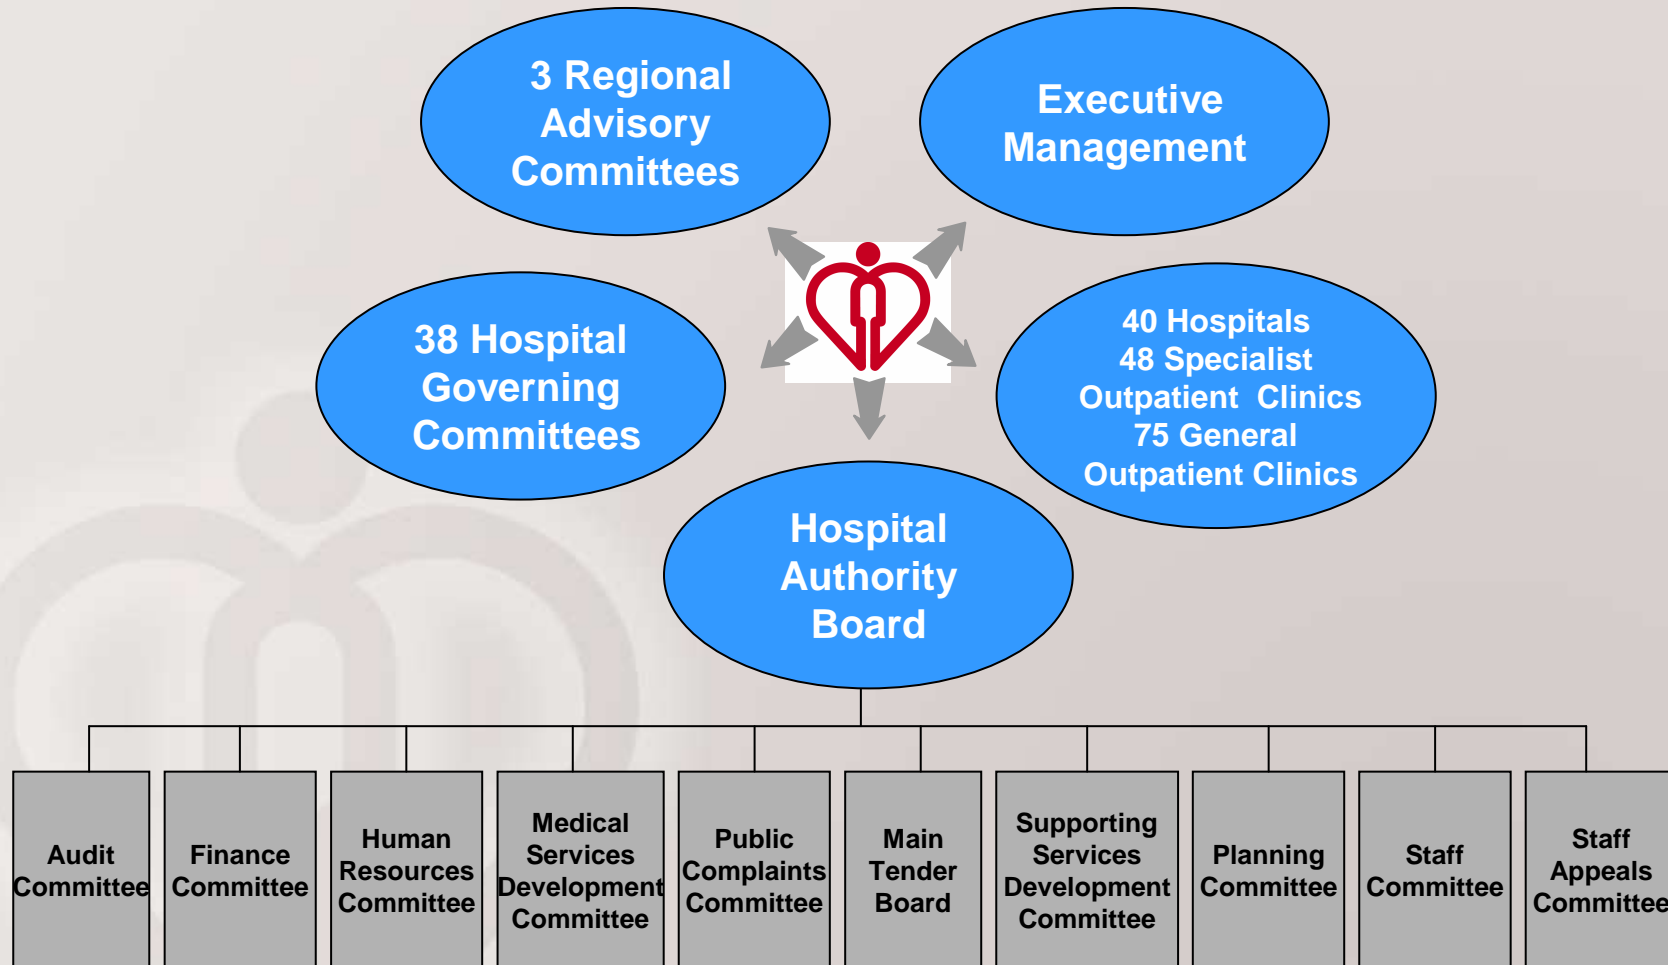 3 Regional
Advisory
Committees
Executive
Management
38 Hospital
Governing
Committees
40 Hospitals
48 Specialist
Outpatient Clinics
75 General
Outpatient Clinics
Hospital
Authority
Board
Audit
Committee
Finance
Committee
Human
Resources
Committee
Medical
Services
Development
Committee
Public
Complaints
Committee
Main
Tender
Board
Supporting
Services
Development
Committee
Planning
Committee
Staff
Committee
Staff
Appeals
Committee